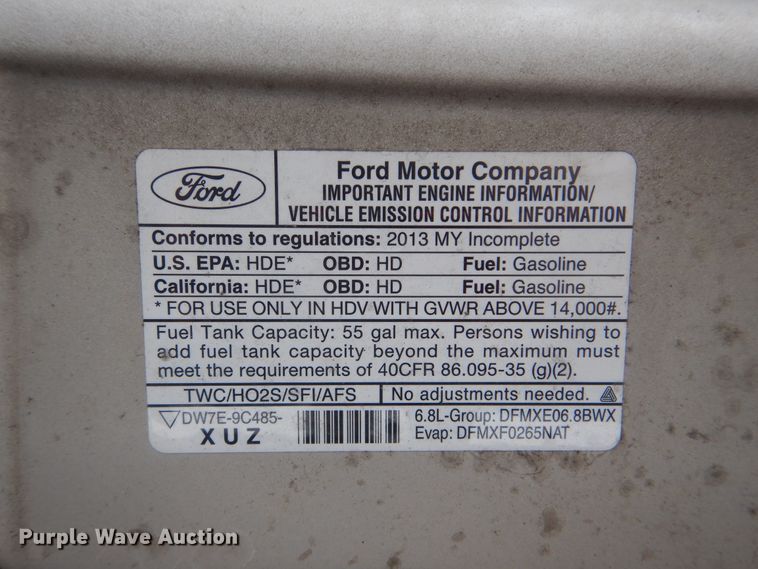 Ford
Ford Motor Company
IMPORTANT ENGINE INFORMATION/
VEHICLE EMISSION CONTROL INFORMATION
Conforms to regulations: 2013 MY Incomplete
U.S. EPA: HDE* OBD: HD Fuel: Gasoline
California: HDE* OBD: HD Fuel: Gasoline
* FOR USE ONLY IN HDV WITH GVWR ABOVE 14,000#.
Fuel Tank Capacity: 55 gal max. Persons wishing to
add fuel tank capacity beyond the maximum must
meet the requirements of 40CFR 86.095-35 (g)(2).
TWC/HO2S/SFI/AFS No adjustments needed.
DW7E-9C485- 6.8L-Group: DFMXE06.8BWX
XUZ Evap: DFMXF0265NAT
Purple Wave Auction